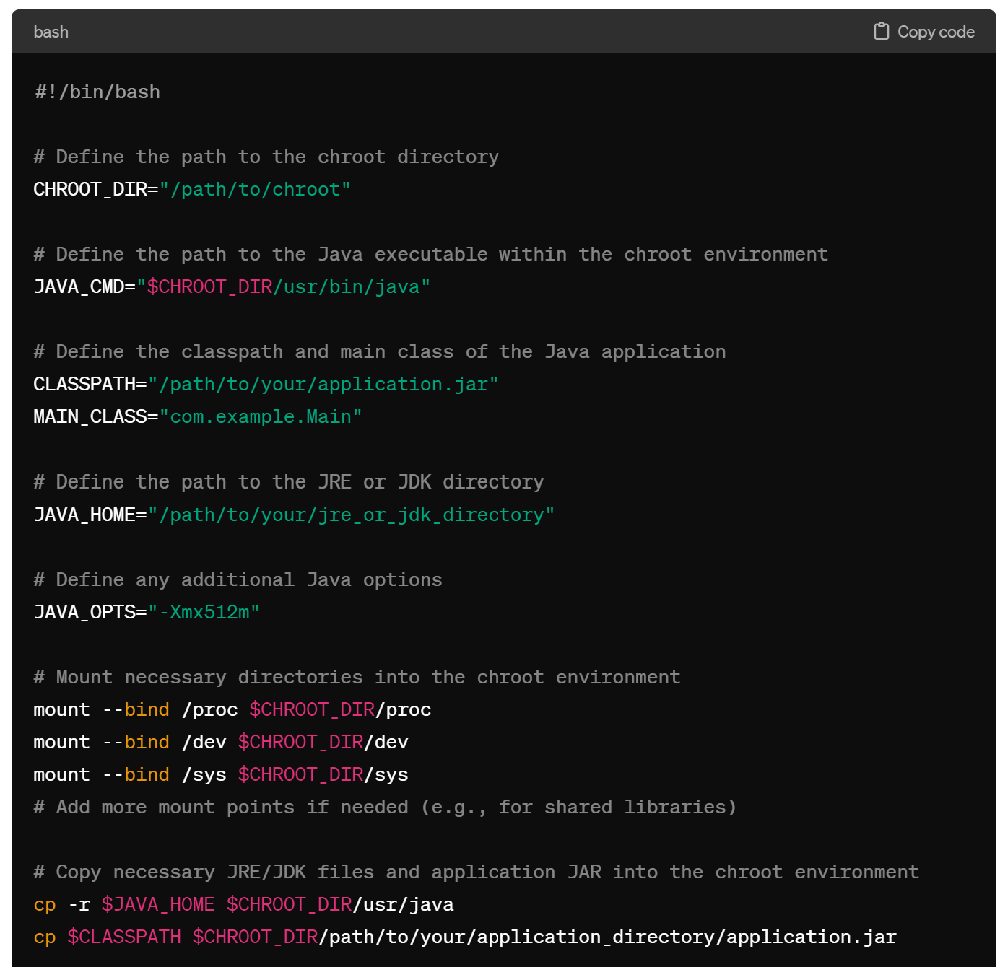 bash
Copy code
#!/bin/bash
# Define the path to the chroot directory
CHROOT_DIR="/path/to/chroot"
# Define the path to the Java executable within the chroot environment
JAVA_CMD="$CHROOT_DIR/usr/bin/java"
# Define the classpath and main class of the Java application
CLASSPATH="/path/to/your/application.jar"
MAIN_CLASS="com.example.Main"
# Define the path to the JRE or JDK directory
JAVA_HOME="/path/to/your/jre_or_jdk_directory"
# Define any additional Java options
JAVA_OPTS="-Xmx512m"
# Mount necessary directories into the chroot environment
mount --bind /proc $CHROOT_DIR/proc
mount --bind /dev $CHROOT_DIR/dev
mount --bind /sys $CHROOT_DIR/sys
# Add more mount points if needed (e.g., for shared libraries)
# Copy necessary JRE/JDK files and application JAR into the chroot environment
cp -r $JAVA_HOME $CHROOT_DIR/usr/java
cp $CLASSPATH $CHROOT_DIR/path/to/your/application_directory/application.jar